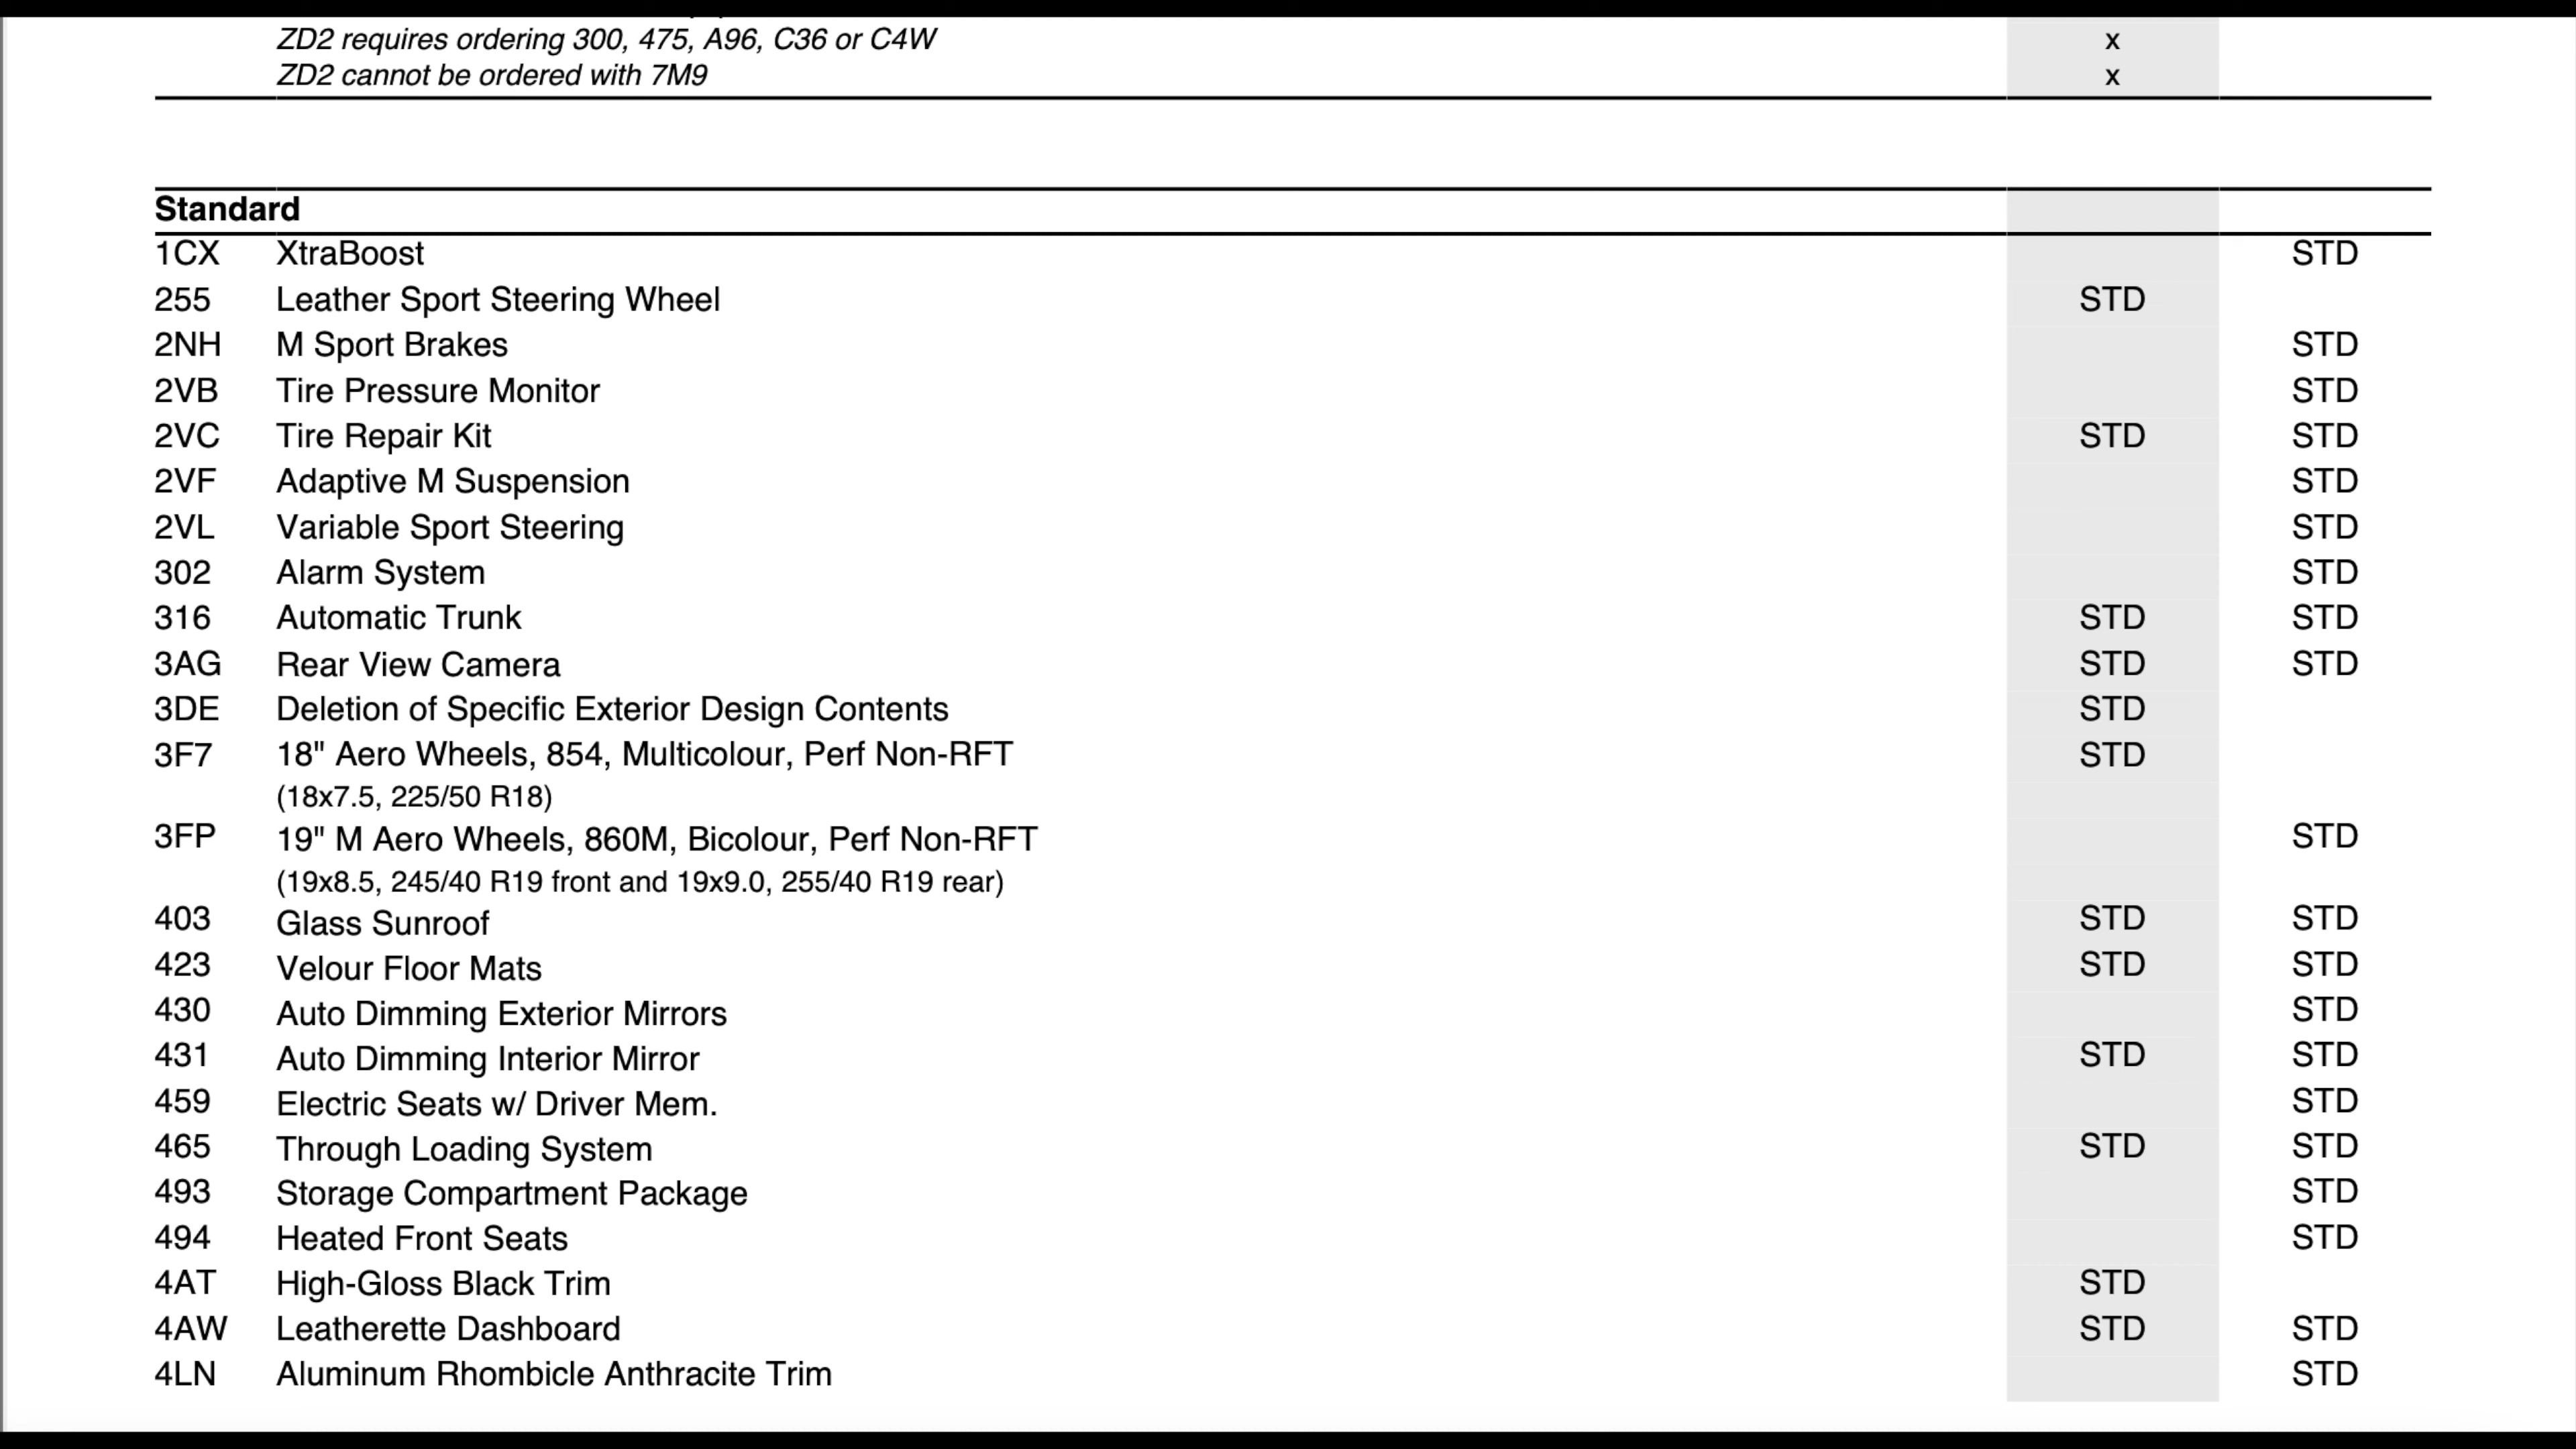 ZD2 requires ordering 300, 475, A96, C36 or C4W x
ZD2 cannot be ordered with 7M9 x
Standard
1CX XtraBoost STD
255 Leather Sport Steering Wheel STD
2NH M Sport Brakes STD
2VB Tire Pressure Monitor STD
2VC Tire Repair Kit STD STD
2VF Adaptive M Suspension STD
2VL Variable Sport Steering STD
302 Alarm System STD
316 Automatic Trunk STD STD
3AG Rear View Camera STD STD
3DE Deletion of Specific Exterior Design Contents STD
3F7 18" Aero Wheels, 854, Multicolour, Perf Non-RFT STD
(18x7.5, 225/50 R18)
3FP 19" M Aero Wheels, 860M, Bicolour, Perf Non-RFT STD
(19x8.5, 245/40 R19 front and 19x9.0, 255/40 R19 rear)
403 Glass Sunroof STD STD
423 Velour Floor Mats STD STD
430 Auto Dimming Exterior Mirrors STD
431 Auto Dimming Interior Mirror STD STD
459 Electric Seats w/ Driver Mem. STD
465 Through Loading System STD STD
493 Storage Compartment Package STD
494 Heated Front Seats STD
4AT High-Gloss Black Trim STD
4AW Leatherette Dashboard STD STD
4LN Aluminum Rhombicle Anthracite Trim STD